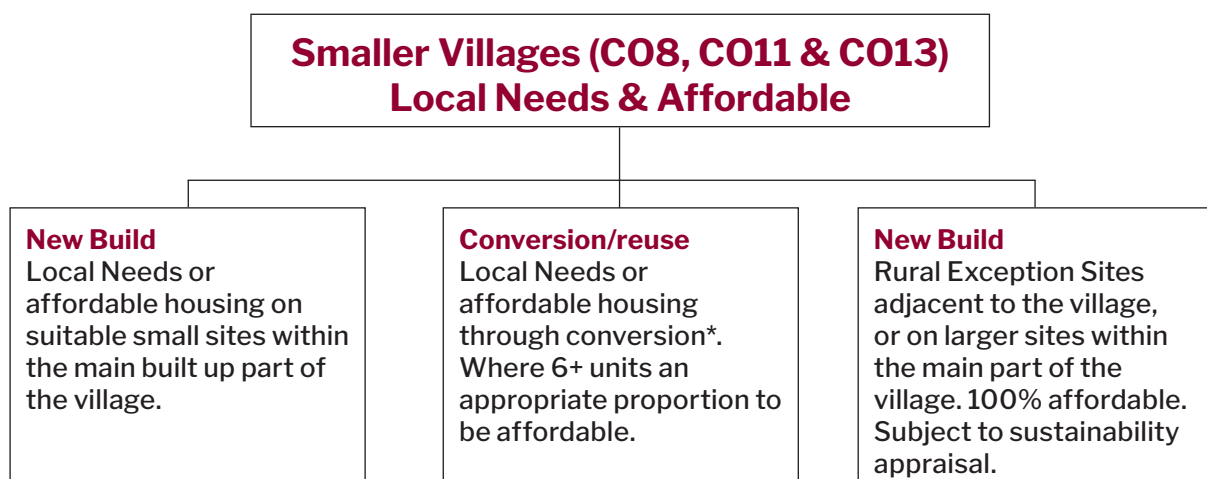 Smaller Villages (CO8, CO11 & CO13)
Local Needs & Affordable
New Build
Local Needs or
affordable housing on
suitable small sites within
the main built up part of
the village.
Conversion/reuse
Local Needs or
affordable housing
through conversion*.
Where 6+ units an
appropriate proportion to
be affordable.
New Build
Rural Exception Sites
adjacent to the village,
or on larger sites within
the main part of the
village. 100% affordable.
Subject to sustainability
appraisal.